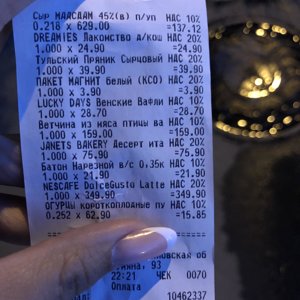 СЫР МААСДАМ 45%(в) п/уп НДС 10%
0.218 x 629.00 =137.12
DREAMIES Лакомство д/кош НДС 20%
1.000 x 24.90 =24.90
Тульский Пряник Сырцовый НДС 20%
1.000 x 39.90 =39.90
ПАКЕТ МАГНИТ белый (КСО) НДС 20%
1.000 x 3.90 =3.90
LUCKY DAYS Венские Вафли НДС 10%
1.000 x 28.70 =28.70
Ветчина из мяса птицы ва НДС 10%
1.000 x 159.00 =159.00
JANETS BAKERY Десерт ита НДС 20%
1.000 x 75.90 =75.90
Батон Нарезной в/с 0,35к НДС 10%
1.000 x 21.90 =21.90
NESCAFE DolceGusto Latte НДС 20%
1.000 x 349.90 =349.90
ОГУРЦЫ короткоплодные пу НДС 10%
0.252 x 62.90 =15.85
ковская об
93
22:21 ЧЕК 0070
Оплата
10462337